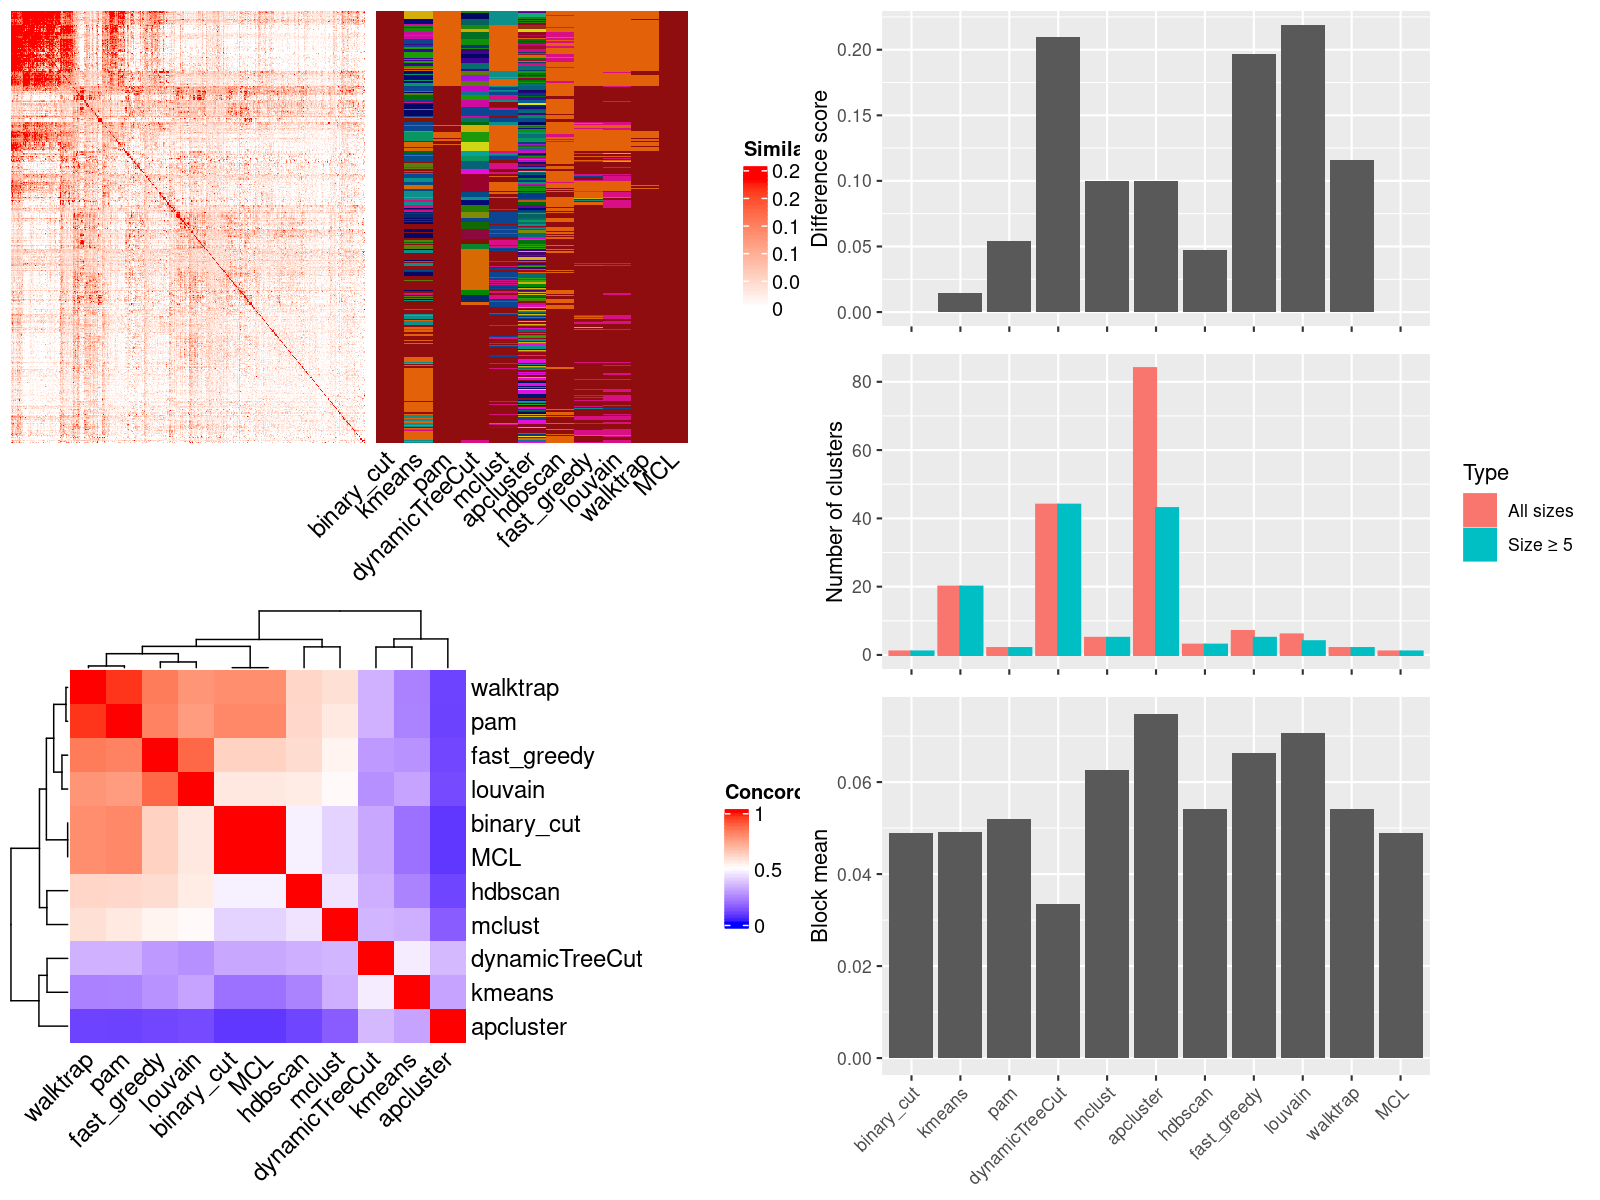 Simila
0.2
0.2
0.1
0.0
0
binary_cut
kmeans
pam
dynamicTreeCut
mclust
apcluster
hdbscan
fast_greedy
louvain
walktrap
MCL
walktrap
pam
fast_greedy
louvain
binary_cut
MCL
hdbscan
mclust
dynamicTreeCut
kmeans
apcluster
walktrap
pam
fast_greedy
louvain
binary_cut
MCL
hdbscan
mclust
dynamicTreeCut
kmeans
apcluster
Concord
1
0.5
0
Difference score
0.20
0.15
0.10
0.05
0.00
Number of clusters
80
60
40
20
0
Type
All sizes
Size ≥ 5
Block mean
0.06
0.04
0.02
0.00
binary_cut
kmeans
pam
dynamicTreeCut
mclust
apcluster
hdbscan
fast_greedy
louvain
walktrap
MCL